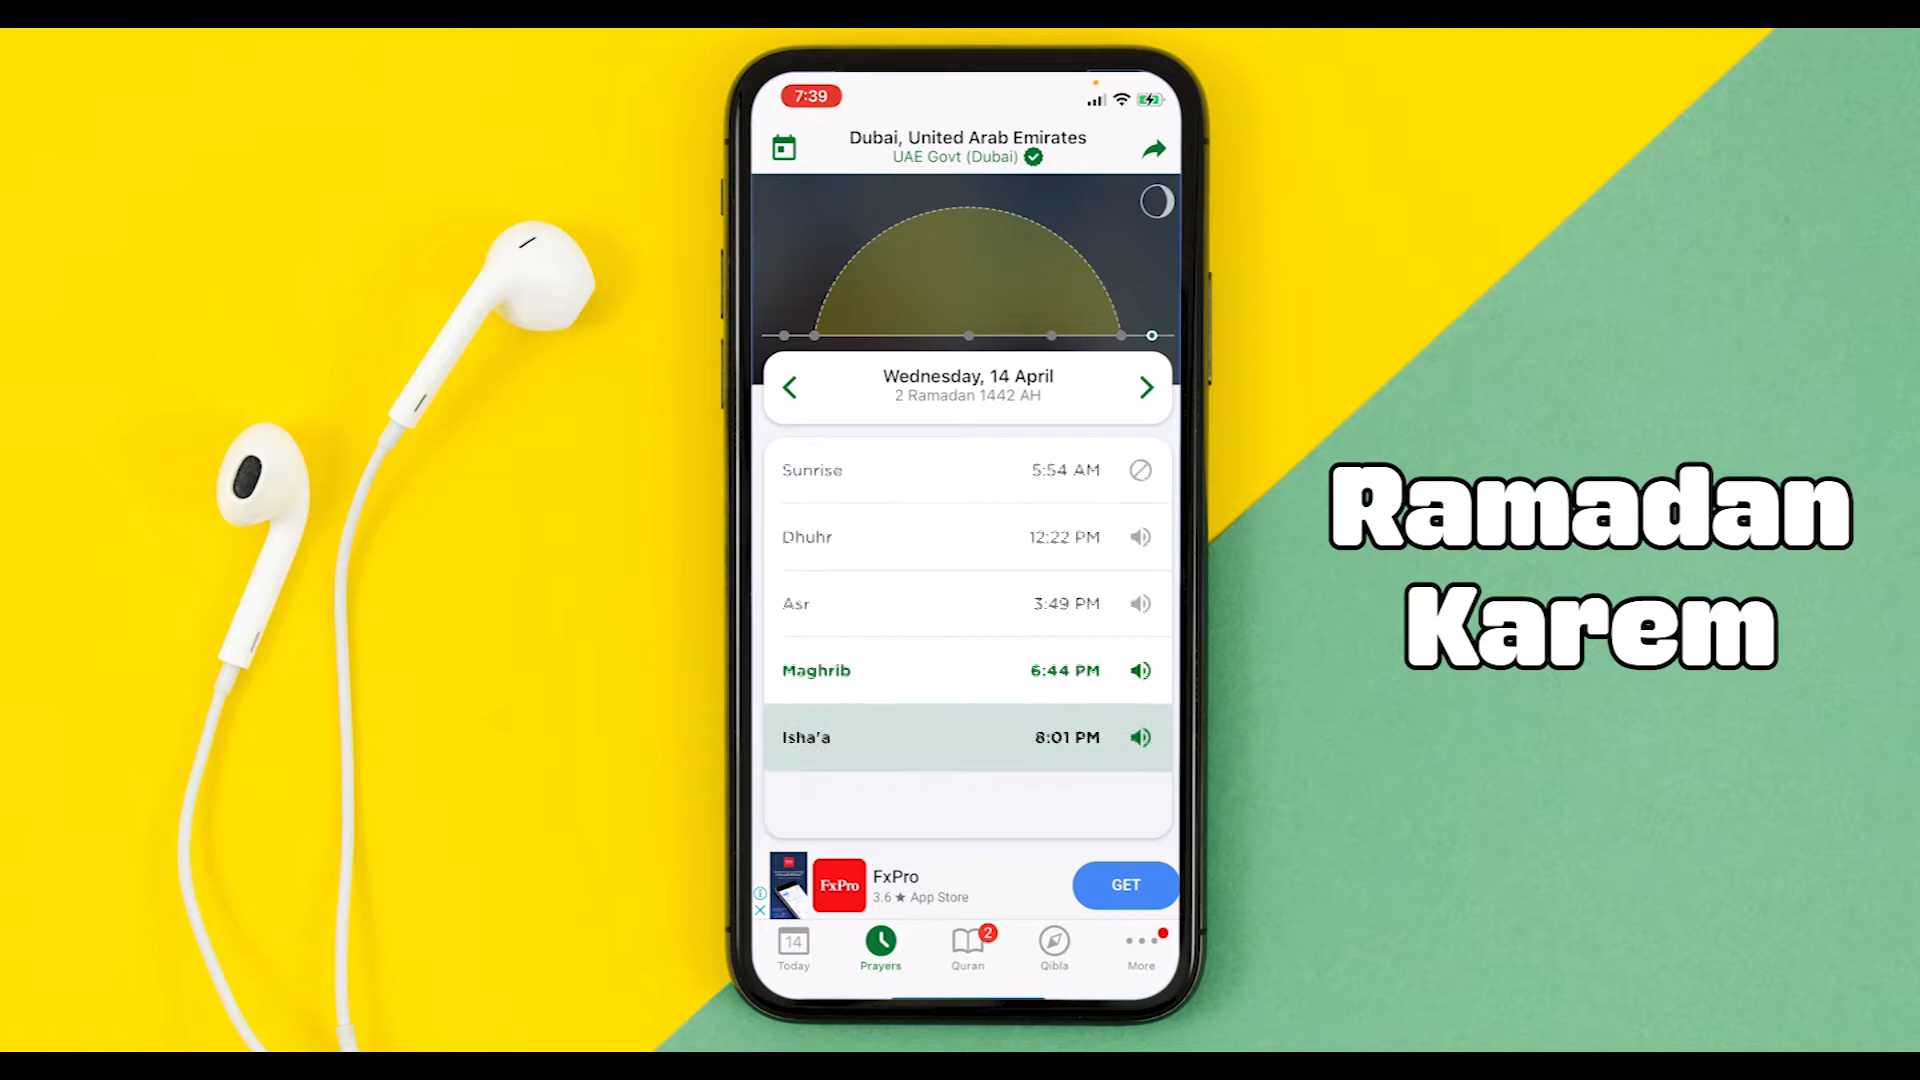 7:39
Dubai, United Arab Emirates
UAE Govt (Dubai)
Wednesday, 14 April
2 Ramadan 1442 AH
Sunrise 5:54 AM
Dhuhr 12:22 PM
Asr 3:49 PM
Maghrib 6:44 PM
Isha'a 8:01 PM
FxPro
FxPro
3.6 ★ App Store
GET
14
2
Today Prayers Quran Qibla More
Ramadan
Karem